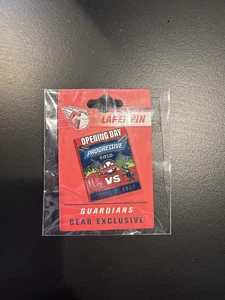 LAPEL PIN
OPENING DAY
PROGRESSIVE
FIELD
VS
GUARDIANS
GEAR EXCLUSIVE